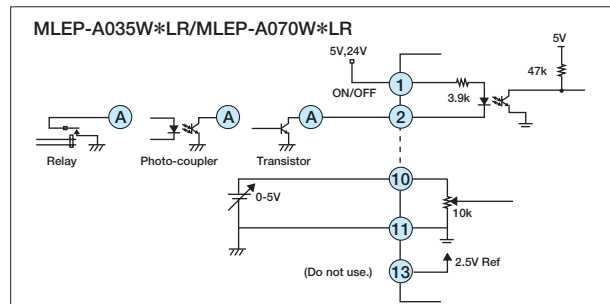 MLEP-A035W*LR/MLEP-A070W*LR
5V,24V
5V
47k
1
ON/OFF
3.9k
A
A
A
2
Relay
Photo-coupler
Transistor
10
0-5V
10k
11
2.5V Ref
(Do not use.)
13